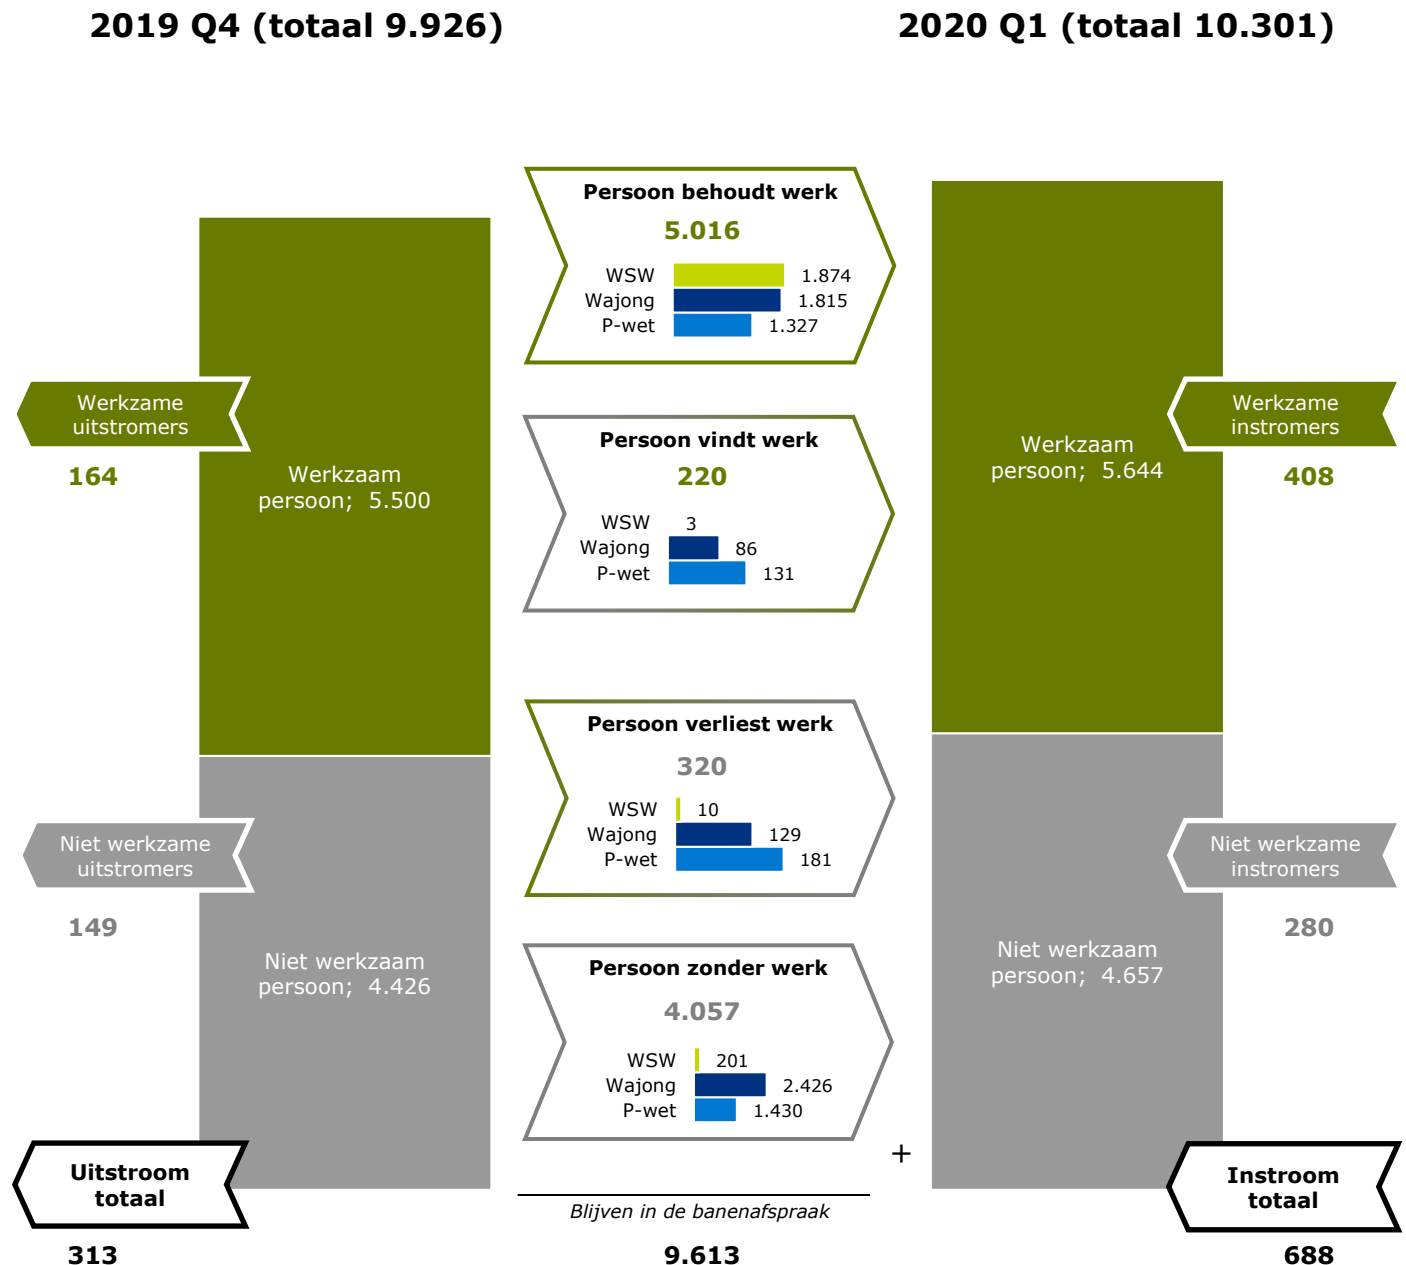 2019 Q4 (totaal 9.926)
2020 Q1 (totaal 10.301)
Persoon behoudt werk
5.016
WSW 1.874
Wajong 1.815
P-wet 1.327
Werkzame
uitstromers
164
Werkzaam
persoon; 5.500
Persoon vindt werk
220
WSW 3
Wajong 86
P-wet 131
Werkzaam
persoon; 5.644
Werkzame
instromers
408
Persoon verliest werk
320
WSW 10
Wajong 129
P-wet 181
Niet werkzame
uitstromers
149
Niet werkzaam
persoon; 4.426
Persoon zonder werk
4.057
WSW 201
Wajong 2.426
P-wet 1.430
Niet werkzaam
persoon; 4.657
Niet werkzame
instromers
280
+
Uitstroom
totaal
313
Blijven in de banenafspraak
9.613
Instroom
totaal
688